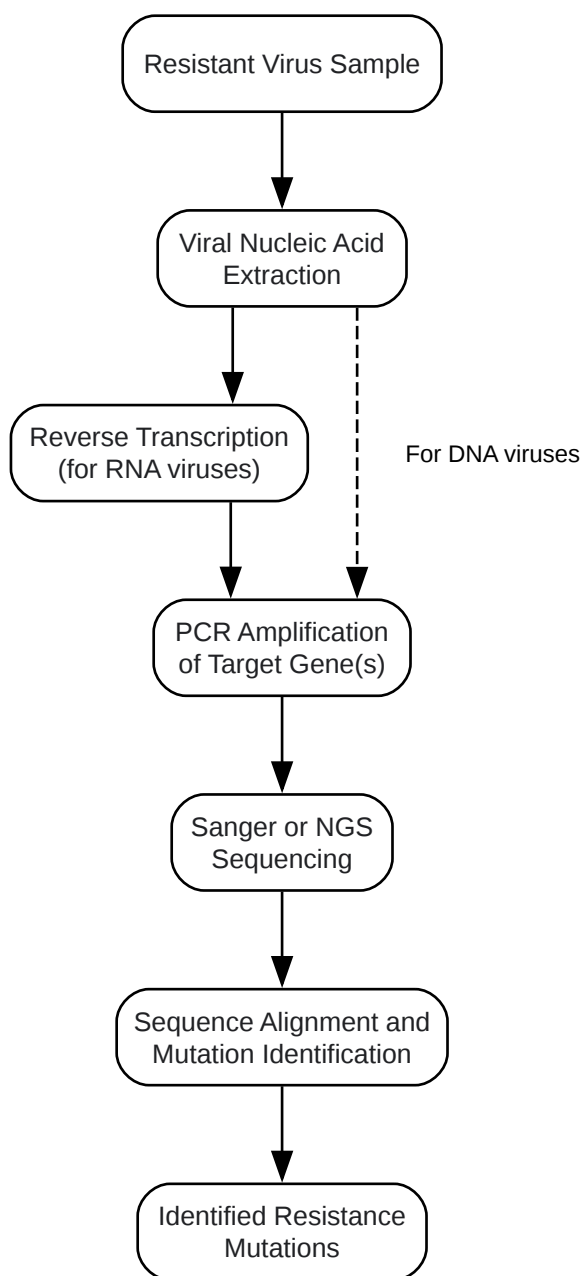 Resistant Virus Sample
Viral Nucleic Acid
Extraction
Reverse Transcription
(for RNA viruses)
For DNA viruses
PCR Amplification
of Target Gene(s)
Sanger or NGS
Sequencing
Sequence Alignment and
Mutation Identification
Identified Resistance
Mutations